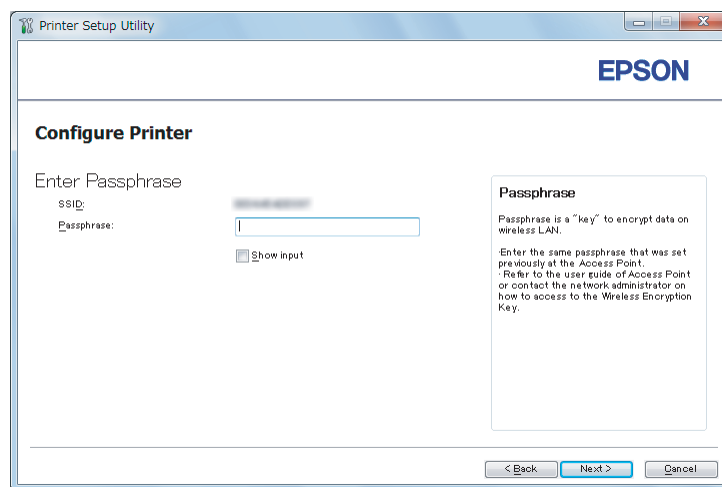 Printer Setup Utility
EPSON
Configure Printer
Enter Passphrase
SSID:
Passphrase:
Show input
Passphrase
Passphrase is a "key" to encrypt data on
wireless LAN.
·Enter the same passphrase that was set
previously at the Access Point.
· Refer to the user guide of Access Point
or contact the network administrator on
how to access to the Wireless Encryption
Key.
< Back Next > Cancel